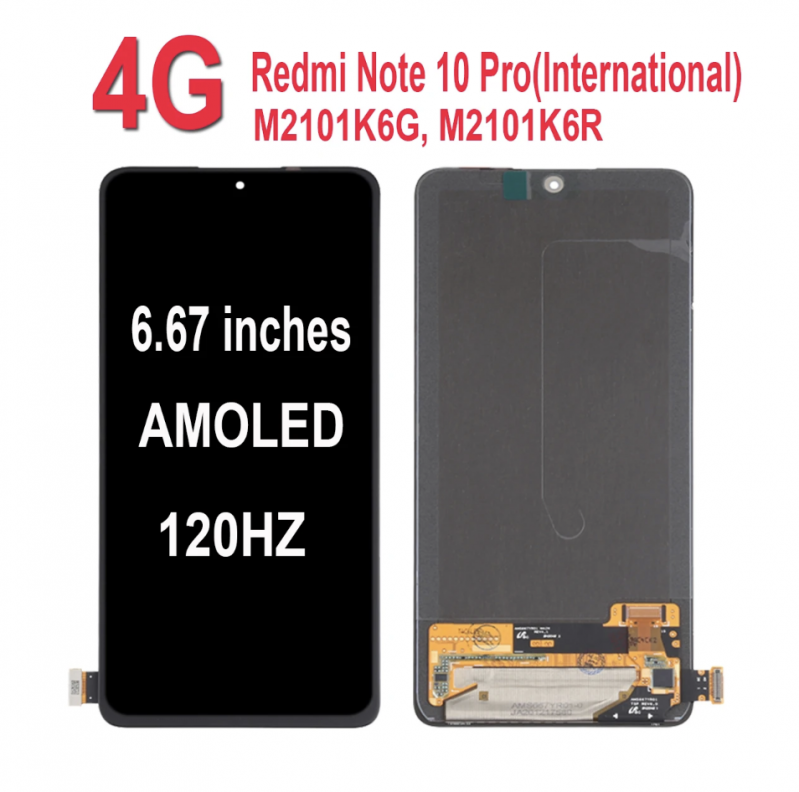 4G
Redmi Note 10 Pro(International)
M2101K6G, M2101K6R
6.67 inches
AMOLED
120HZ